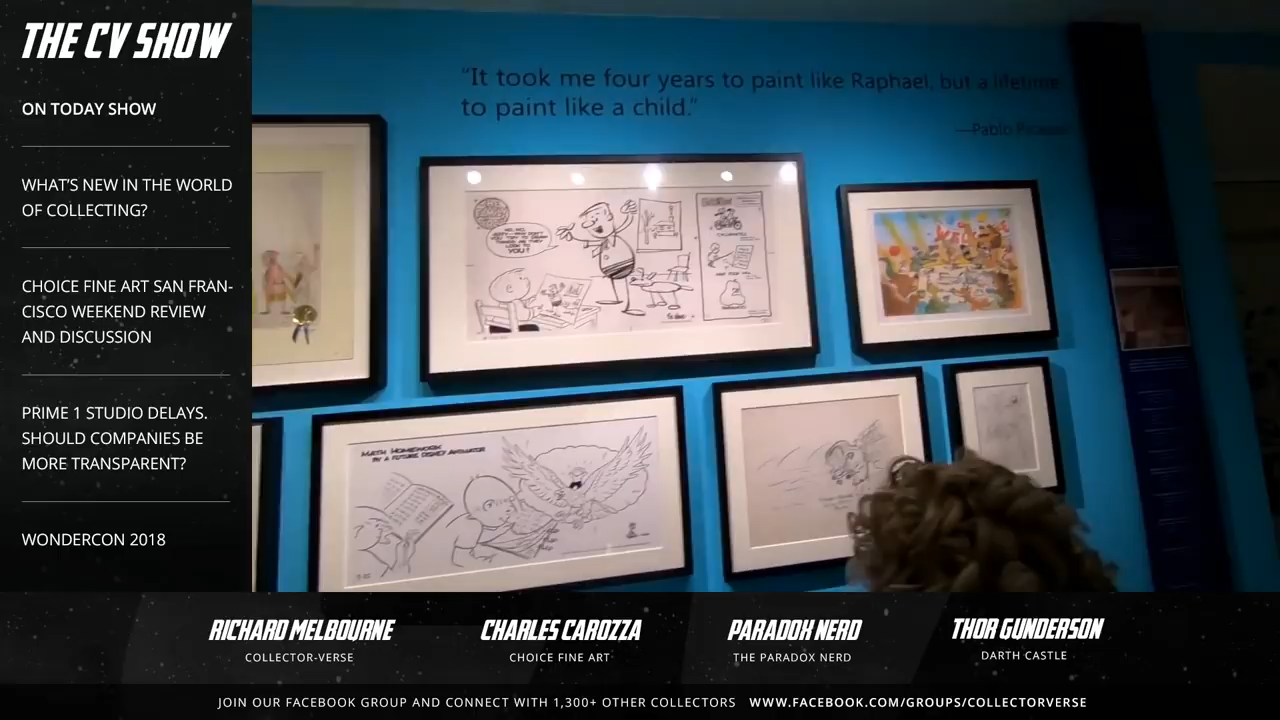 THE CV SHOW
ON TODAY SHOW
WHAT'S NEW IN THE WORLD
OF COLLECTING?
CHOICE FINE ART SAN FRAN-
CISCO WEEKEND REVIEW
AND DISCUSSION
PRIME 1 STUDIO DELAYS.
SHOULD COMPANIES BE
MORE TRANSPARENT?
WONDERCON 2018
"It took me four years to paint like Raphael, but a lifetime
to paint like a child."
—Pablo Picasso
YOU!
MATH HOMEWORK
IN A FUTURE DISNEY ANIMATOR
RICHARD MELBOURNE
COLLECTOR-VERSE
CHARLES CAROZZA
CHOICE FINE ART
PARADOX NERD
THE PARADOX NERD
THOR GUNDERSON
DARTH CASTLE
JOIN OUR FACEBOOK GROUP AND CONNECT WITH 1,300+ OTHER COLLECTORS WWW.FACEBOOK.COM/GROUPS/COLLECTORVERSE